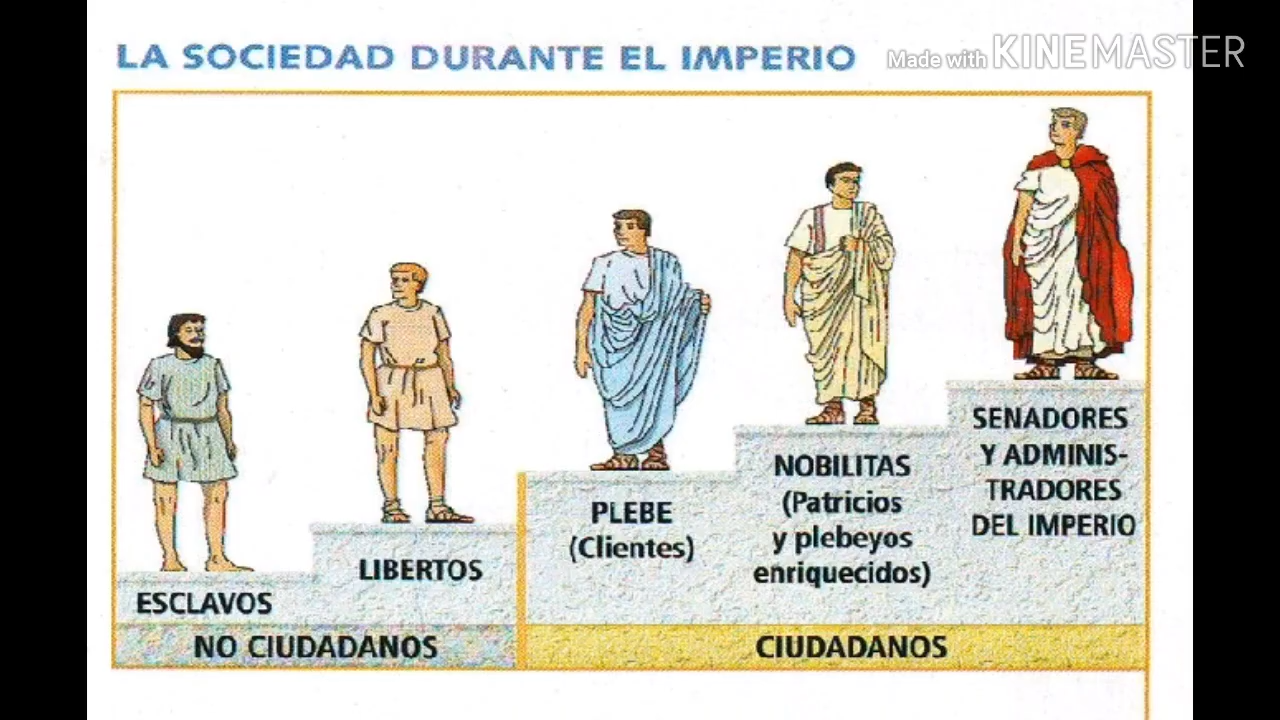 LA SOCIEDAD DURANTE EL IMPERIO
Made with KINEMASTER
ESCLAVOS
LIBERTOS
PLEBE
(Clientes)
NOBILITAS
(Patricios
y plebeyos
enriquecidos)
SENADORES
Y ADMINIS-
TRADORES
DEL IMPERIO
NO CIUDADANOS
CIUDADANOS